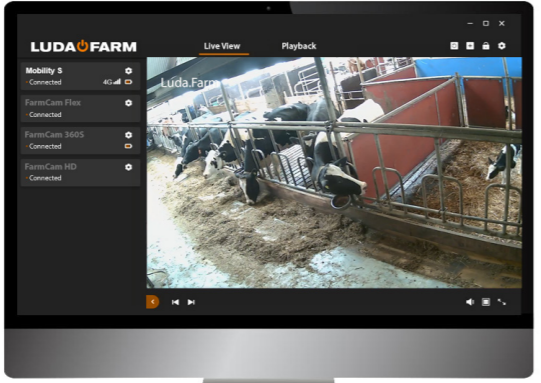 LUDA FARM
Live View
Playback
Mobility S
Connected
4G
FarmCam Flex
Connected
FarmCam 360S
Connected
FarmCam HD
Connected
Luda.Farm